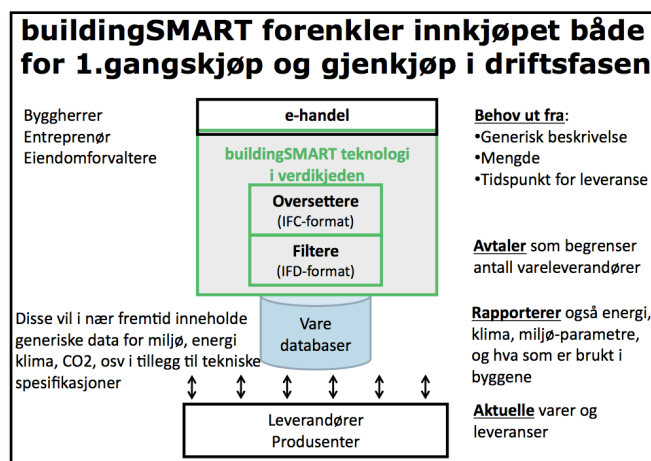 buildingSMART forenkler innkjøpet både
for 1.gangskjøp og gjenkjøp i driftsfasen
Byggherrer
Entreprenør
Eiendomforvaltere
e-handel
buildingSMART teknologi
i verdikjeden
Oversettere
(IFC-format)
Filtere
(IFD-format)
Behov ut fra:
•Generisk beskrivelse
•Mengde
•Tidspunkt for leveranse
Avtaler som begrenser
antall vareleverandører
Disse vil i nær fremtid inneholde
generiske data for miljø, energi
klima, CO2, osv i tillegg til tekniske
spesifikasjoner
Vare
databaser
Rapporterer også energi,
klima, miljø-parametre,
og hva som er brukt i
byggene
Leverandører
Produsenter
Aktuelle varer og
leveranser